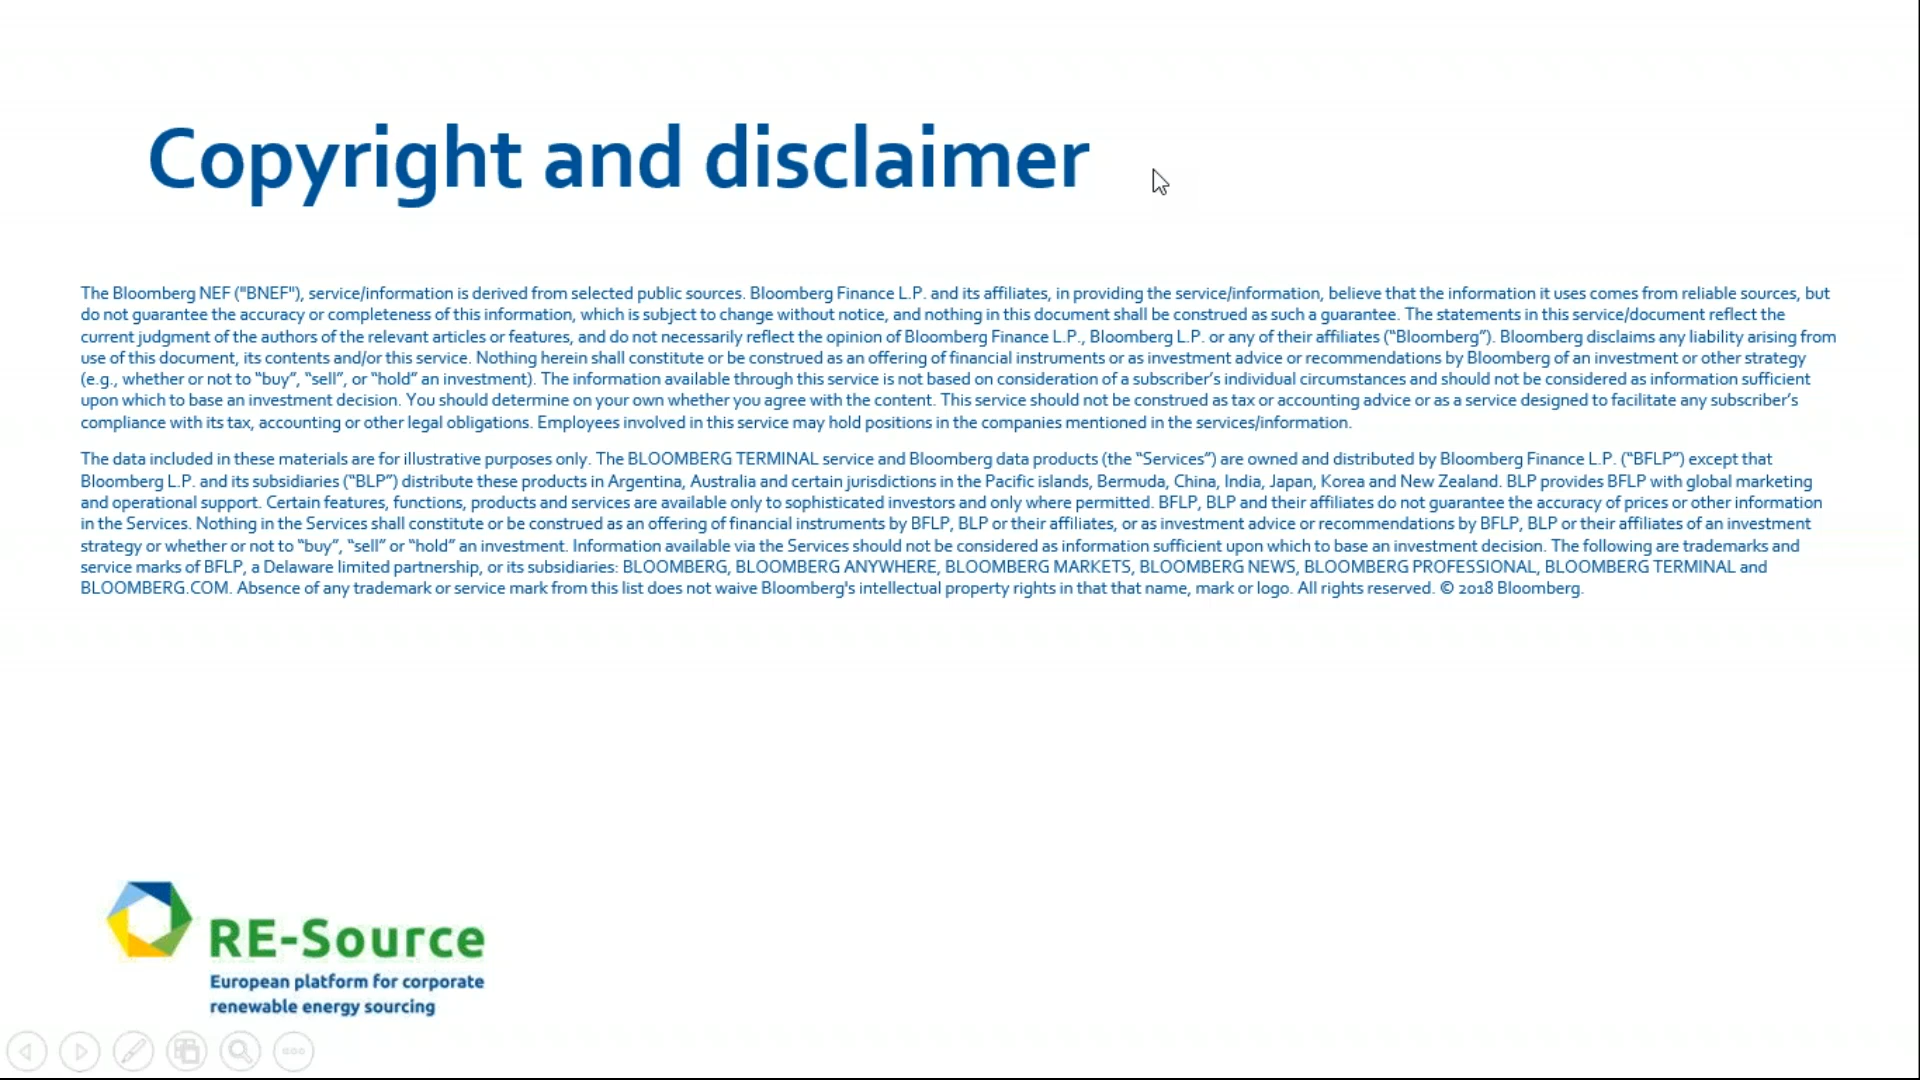 Copyright and disclaimer
The Bloomberg NEF ("BNEF"), service/information is derived from selected public sources. Bloomberg Finance L.P. and its affiliates, in providing the service/information, believe that the information it uses comes from reliable sources, but
do not guarantee the accuracy or completeness of this information, which is subject to change without notice, and nothing in this document shall be construed as such a guarantee. The statements in this service/document reflect the
current judgment of the authors of the relevant articles or features, and do not necessarily reflect the opinion of Bloomberg Finance L.P., Bloomberg L.P. or any of their affiliates (“Bloomberg”). Bloomberg disclaims any liability arising from
use of this document, its contents and/or this service. Nothing herein shall constitute or be construed as an offering of financial instruments or as investment advice or recommendations by Bloomberg of an investment or other strategy
(e.g., whether or not to “buy”, “sell”, or “hold” an investment). The information available through this service is not based on consideration of a subscriber’s individual circumstances and should not be considered as information sufficient
upon which to base an investment decision. You should determine on your own whether you agree with the content. This service should not be construed as tax or accounting advice or as a service designed to facilitate any subscriber’s
compliance with its tax, accounting or other legal obligations. Employees involved in this service may hold positions in the companies mentioned in the services/information.
The data included in these materials are for illustrative purposes only. The BLOOMBERG TERMINAL service and Bloomberg data products (the “Services”) are owned and distributed by Bloomberg Finance L.P. (“BFLP”) except that
Bloomberg L.P. and its subsidiaries (“BLP”) distribute these products in Argentina, Australia and certain jurisdictions in the Pacific islands, Bermuda, China, India, Japan, Korea and New Zealand. BLP provides BFLP with global marketing
and operational support. Certain features, functions, products and services are available only to sophisticated investors and only where permitted. BFLP, BLP and their affiliates do not guarantee the accuracy of prices or other information
in the Services. Nothing in the Services shall constitute or be construed as an offering of financial instruments by BFLP, BLP or their affiliates, or as investment advice or recommendations by BFLP, BLP or their affiliates of an investment
strategy or whether or not to “buy”, “sell” or “hold” an investment. Information available via the Services should not be considered as information sufficient upon which to base an investment decision. The following are trademarks and
service marks of BFLP, a Delaware limited partnership, or its subsidiaries: BLOOMBERG, BLOOMBERG ANYWHERE, BLOOMBERG MARKETS, BLOOMBERG NEWS, BLOOMBERG PROFESSIONAL, BLOOMBERG TERMINAL and
BLOOMBERG.COM. Absence of any trademark or service mark from this list does not waive Bloomberg's intellectual property rights in that that name, mark or logo. All rights reserved. © 2018 Bloomberg.
RE-Source
European platform for corporate
renewable energy sourcing